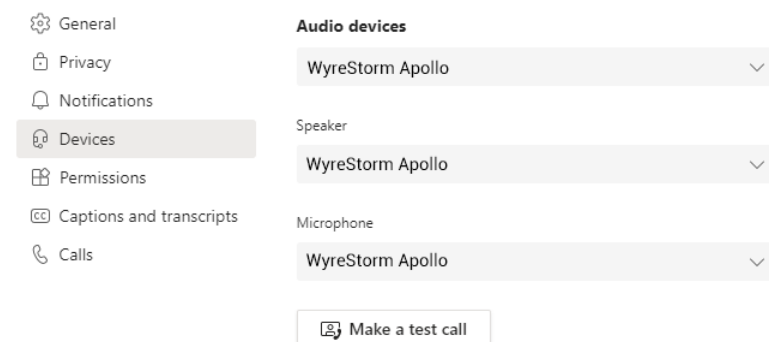 General
Privacy
Notifications
Devices
Permissions
CC Captions and transcripts
Calls
Audio devices
WyreStorm Apollo
Speaker
WyreStorm Apollo
Microphone
WyreStorm Apollo
Make a test call